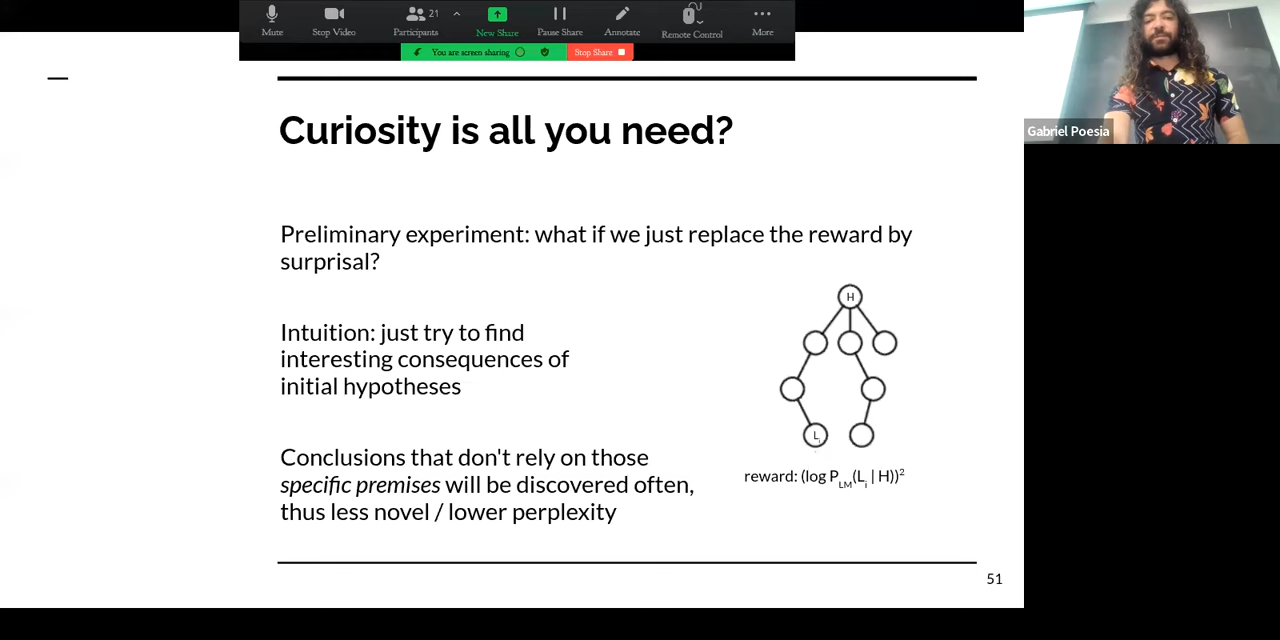 Mute
Stop Video
Participants
21
New Share
Pause Share
Annotate
Remote Control
More
You are screen sharing
Stop Share
Gabriel Poesia
Curiosity is all you need?
Preliminary experiment: what if we just replace the reward by
surprisal?
Intuition: just try to find
interesting consequences of
initial hypotheses
Conclusions that don't rely on those
specific premises will be discovered often,
thus less novel / lower perplexity
H
Li
reward: (log PLM(Li | H))2
51